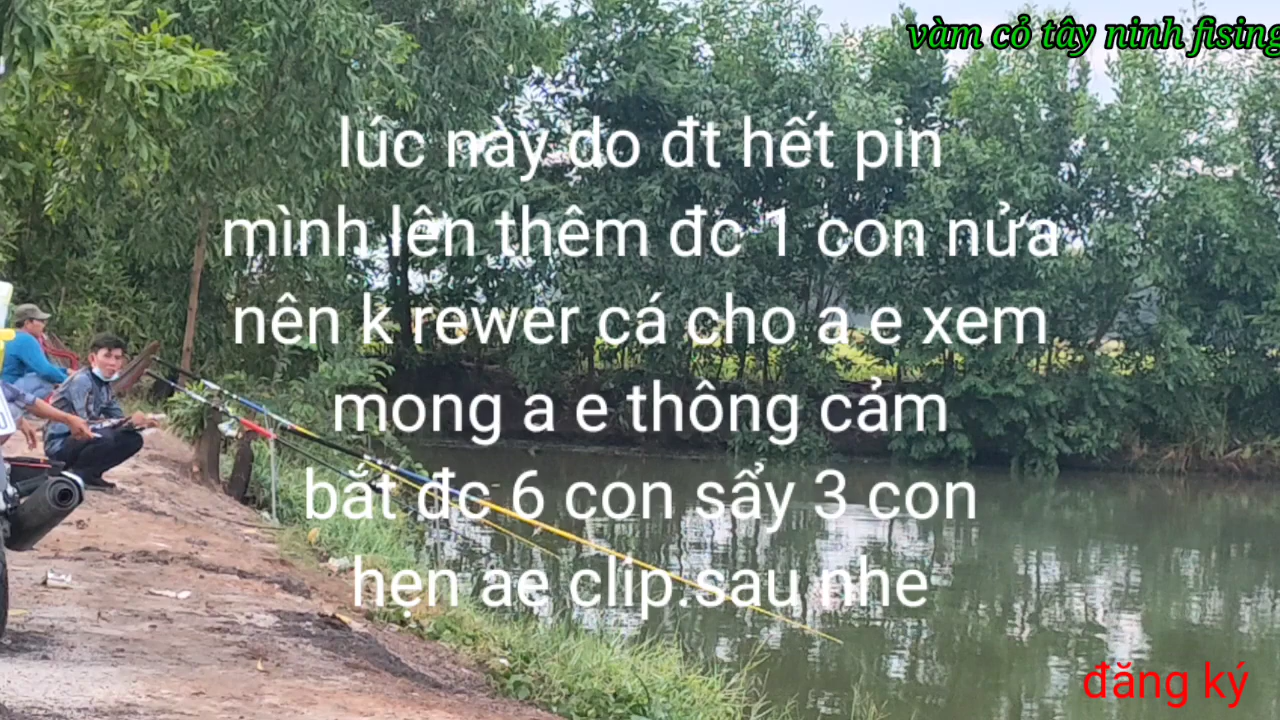 vàm cỏ tây ninh fising
lúc này do đt hết pin
mình lên thêm đc 1 con nửa
nên k rewer cá cho a e xem
mong a e thông cảm
bắt đc 6 con sẩy 3 con
hẹn ae clip.sau nhe
đăng ký